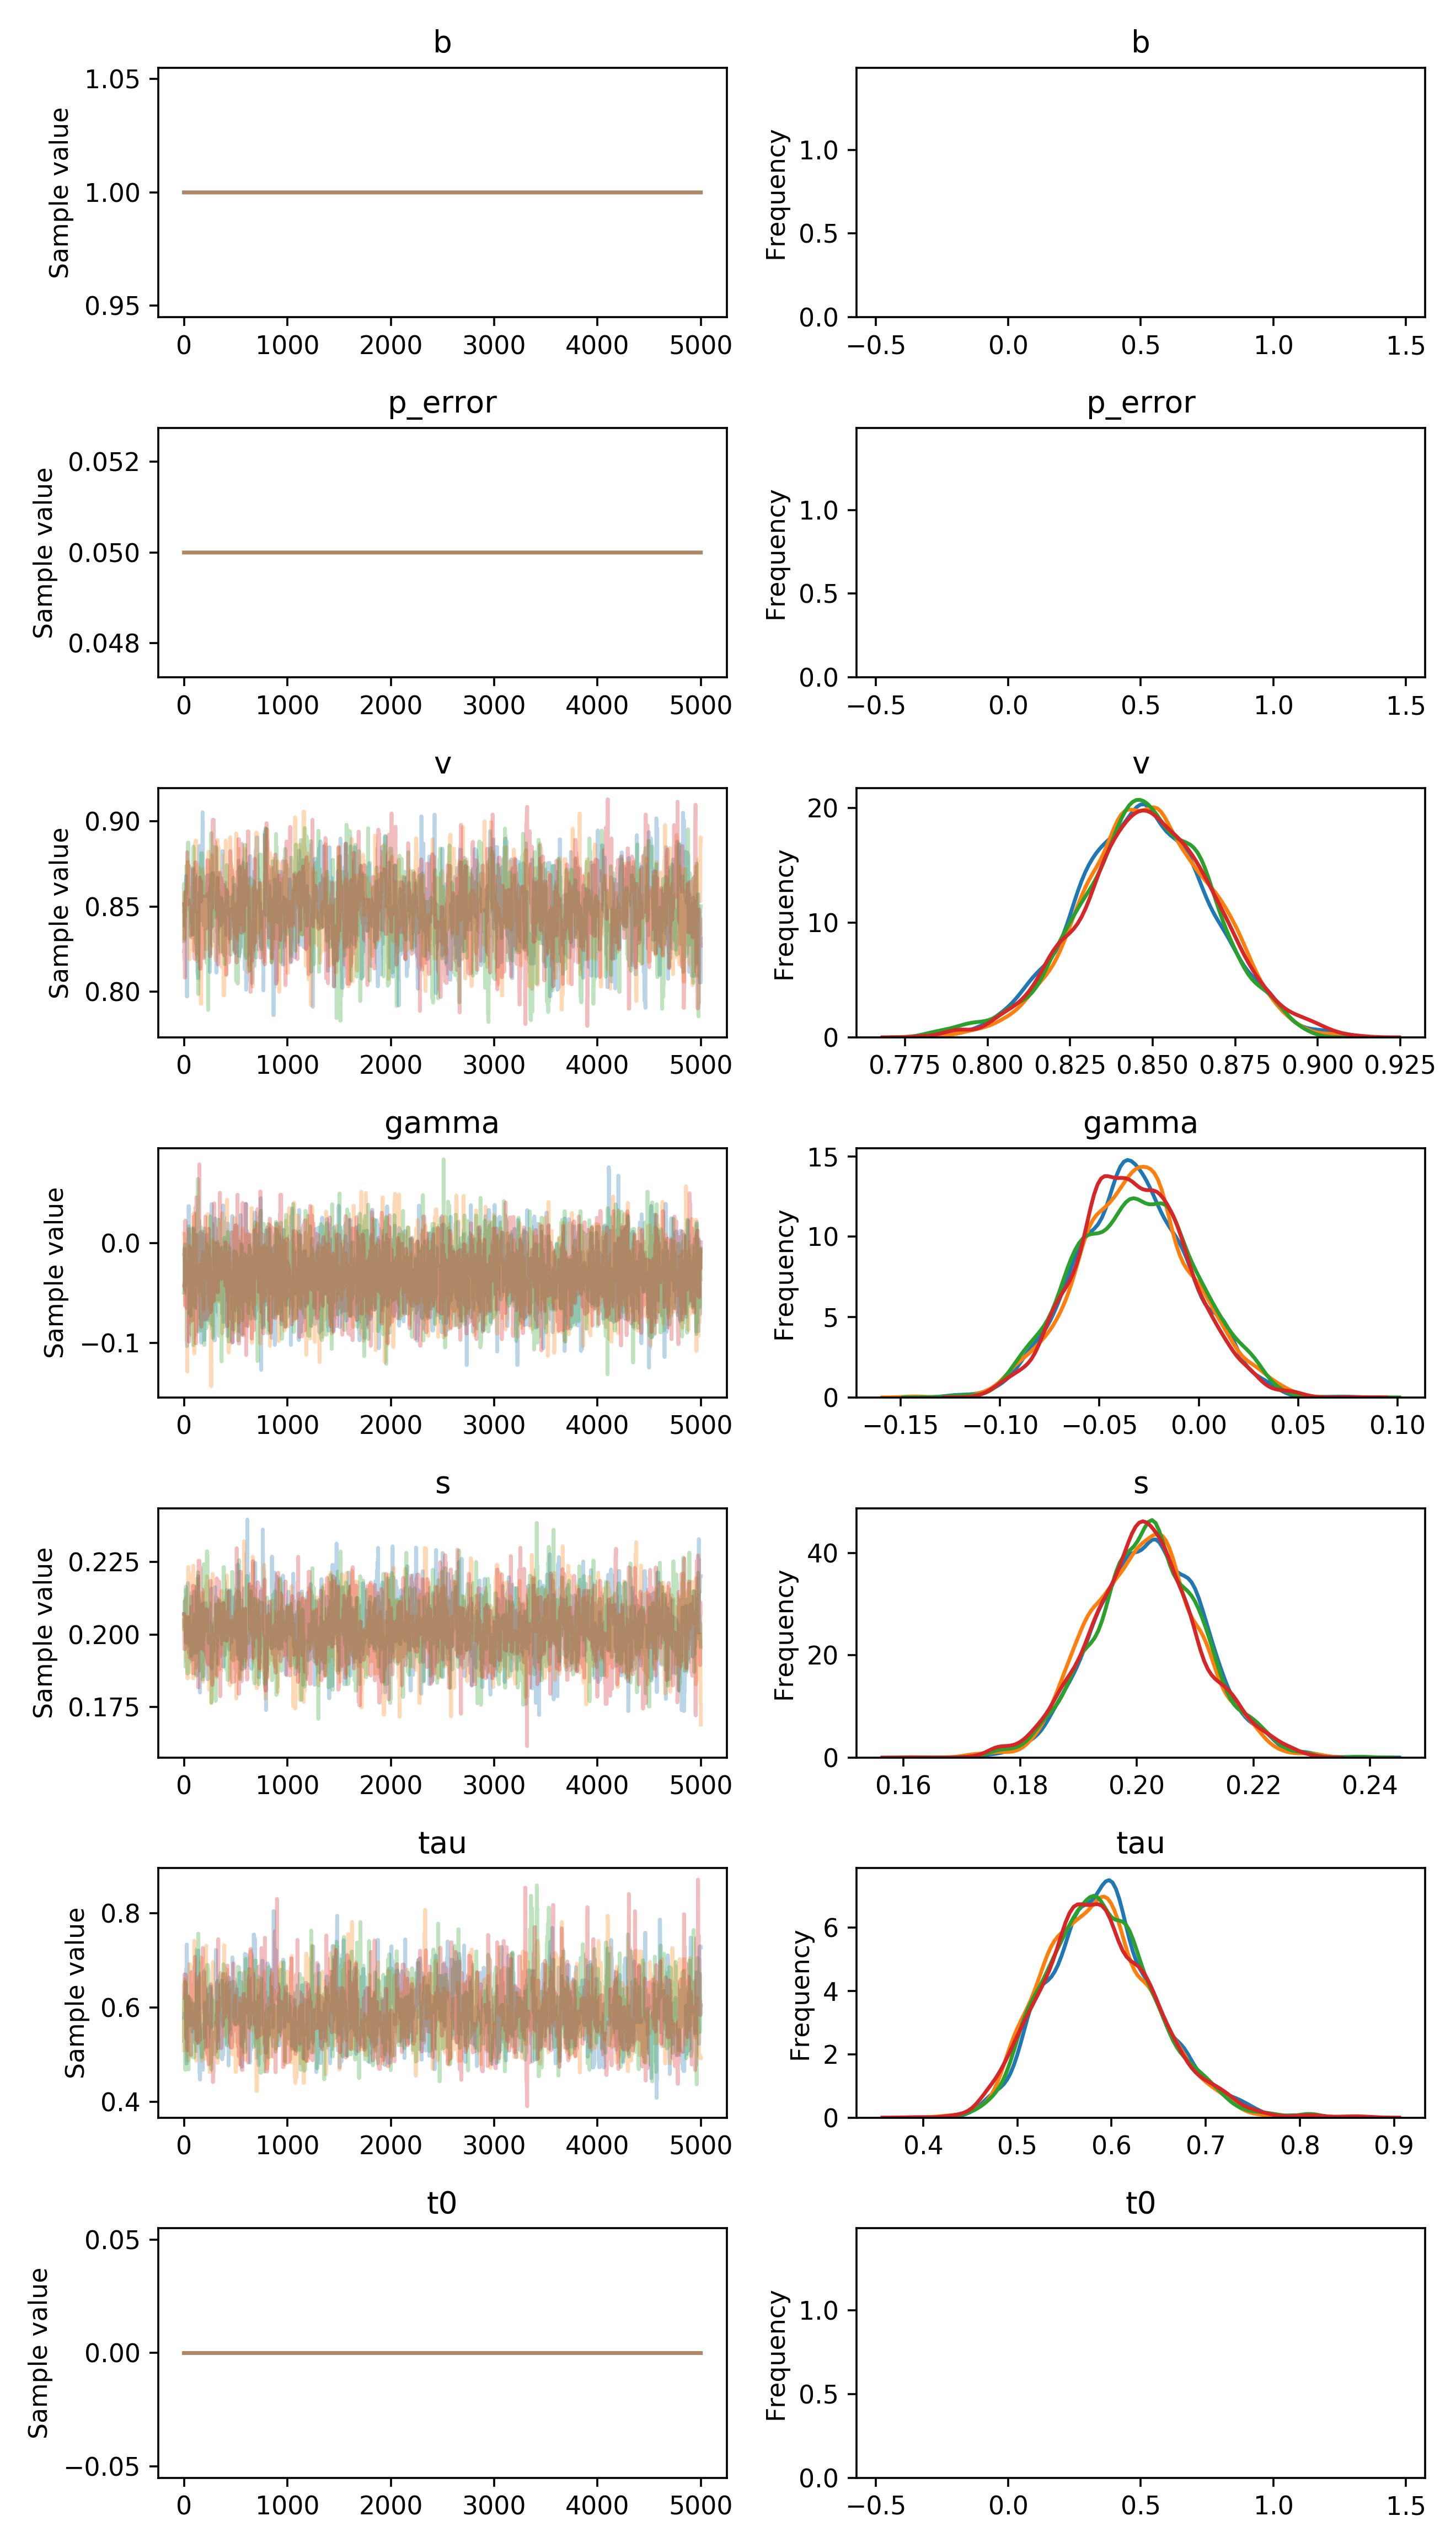 b
b
Sample value
1.05
1.00
0.95
0 1000 2000 3000 4000 5000
Frequency
1.0
0.5
0.0
−0.5 0.0 0.5 1.0 1.5
p_error
p_error
Sample value
0.052
0.050
0.048
0 1000 2000 3000 4000 5000
Frequency
1.0
0.5
0.0
−0.5 0.0 0.5 1.0 1.5
v
v
Sample value
0.90
0.85
0.80
0 1000 2000 3000 4000 5000
Frequency
20
10
0
0.775 0.800 0.825 0.850 0.875 0.900 0.925
gamma
gamma
Sample value
0.0
−0.1
0 1000 2000 3000 4000 5000
Frequency
15
10
5
0
−0.15 −0.10 −0.05 0.00 0.05 0.10
s
s
Sample value
0.225
0.200
0.175
0 1000 2000 3000 4000 5000
Frequency
40
20
0
0.16 0.18 0.20 0.22 0.24
tau
tau
Sample value
0.8
0.6
0.4
0 1000 2000 3000 4000 5000
Frequency
6
4
2
0
0.4 0.5 0.6 0.7 0.8 0.9
t0
t0
Sample value
0.05
0.00
−0.05
0 1000 2000 3000 4000 5000
Frequency
1.0
0.5
0.0
−0.5 0.0 0.5 1.0 1.5